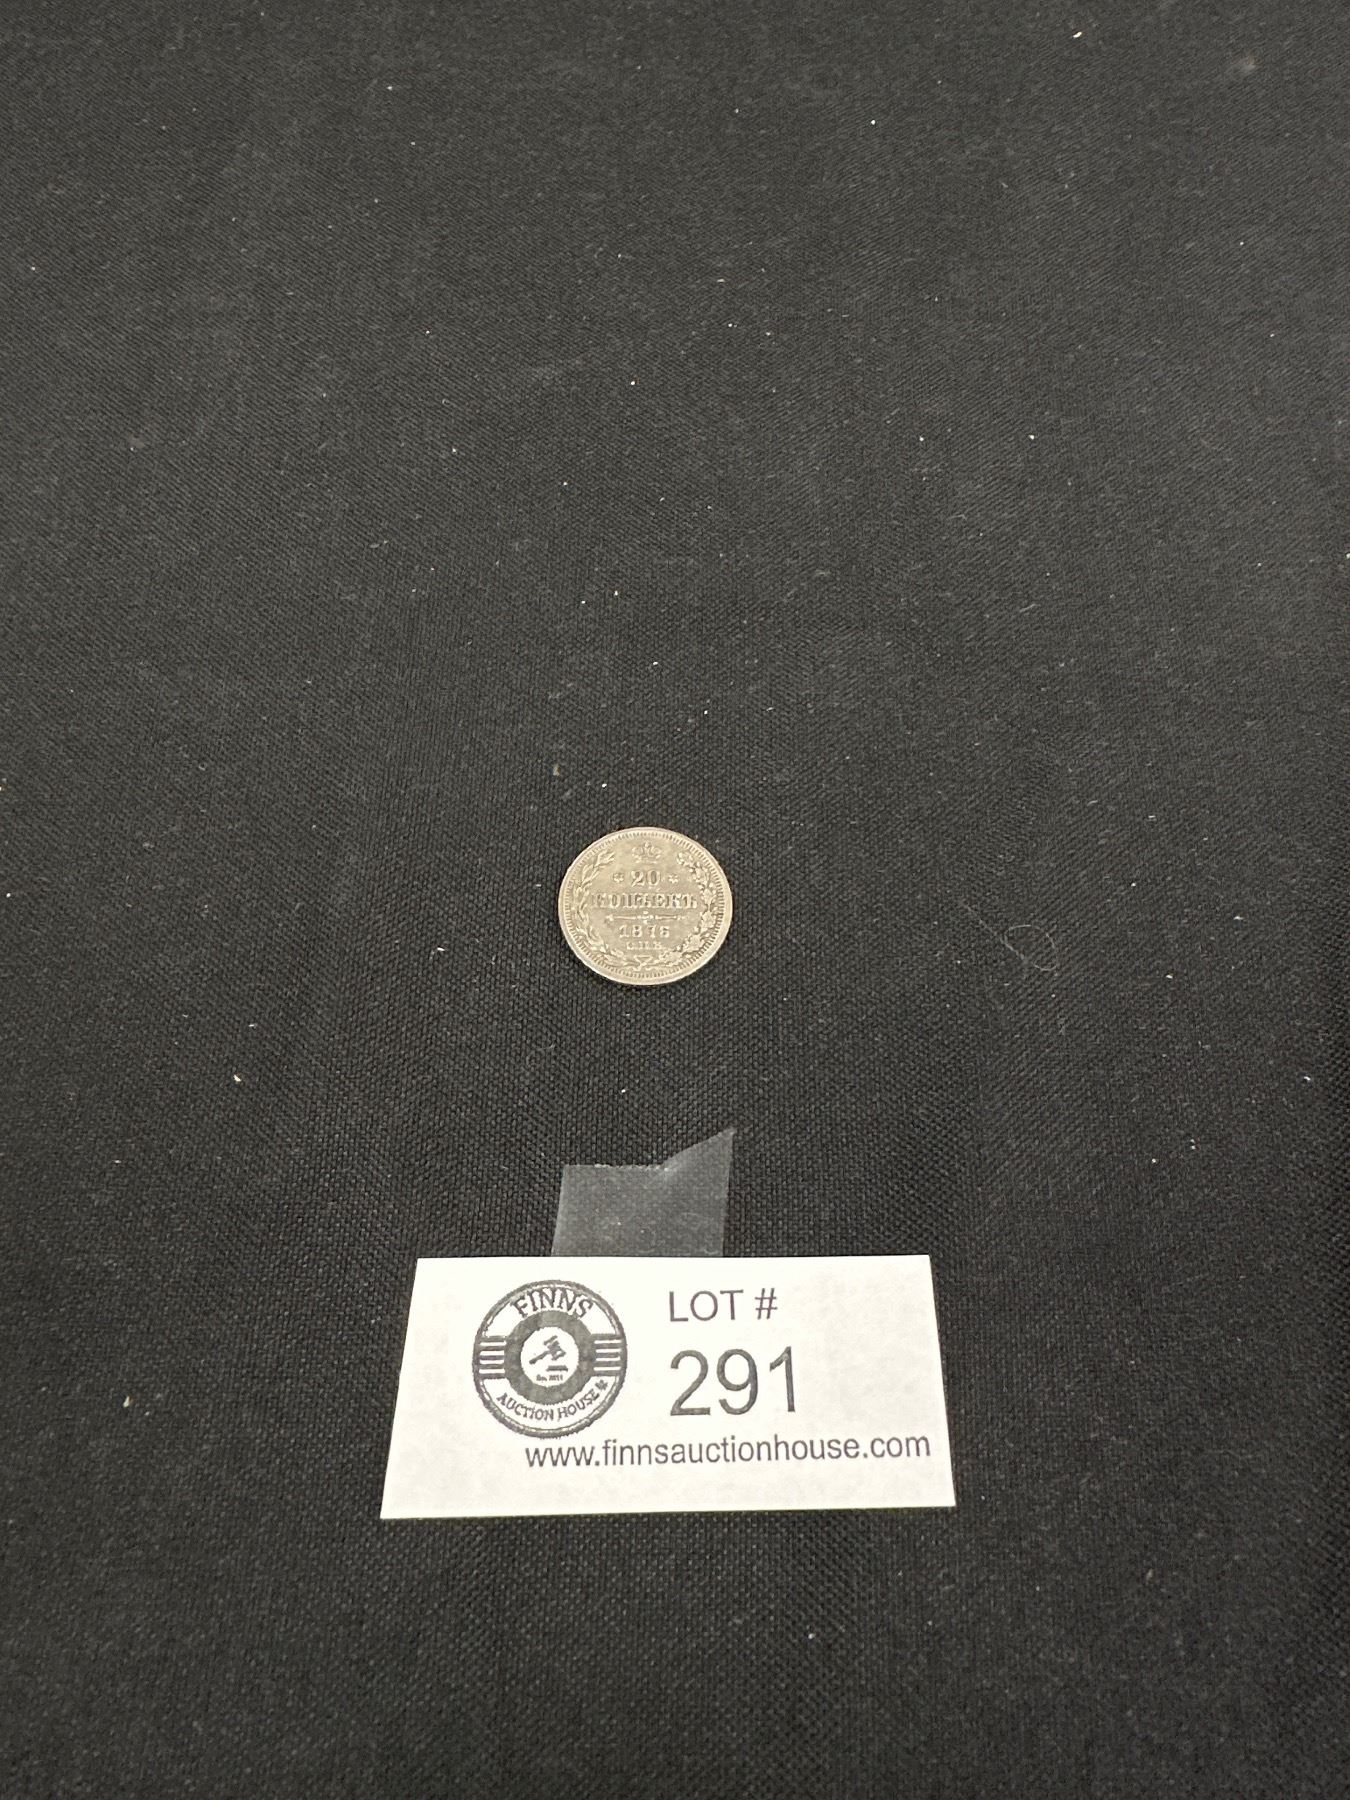 * 20 *
КОПѢЕКЪ
1876
С.П.Б.
FINNS
AUCTION HOUSE
LOT #
291
www.finnsauctionhouse.com